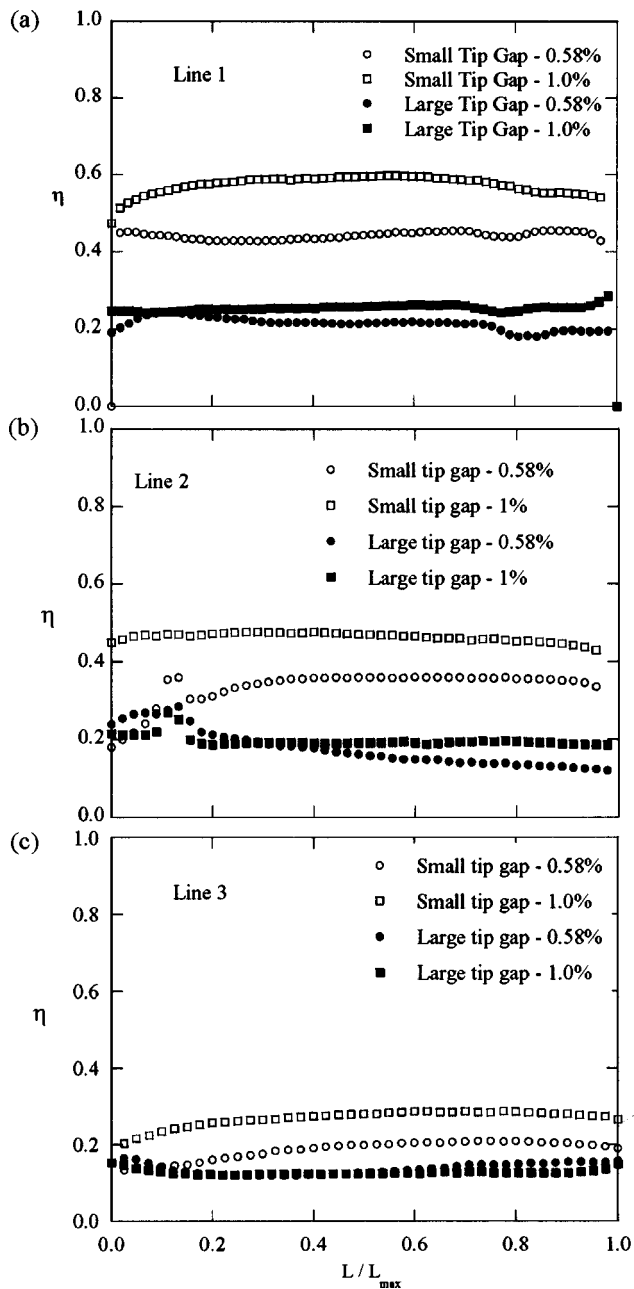 (a)
1.0
0.8
0.6
η
0.4
0.2
0.0
Line 1
Small Tip Gap - 0.58%
Small Tip Gap - 1.0%
Large Tip Gap - 0.58%
Large Tip Gap - 1.0%
(b)
1.0
0.8
0.6
η
0.4
0.2
0.0
Line 2
Small tip gap - 0.58%
Small tip gap - 1%
Large tip gap - 0.58%
Large tip gap - 1%
(c)
1.0
0.8
0.6
η
0.4
0.2
0.0
Line 3
Small tip gap - 0.58%
Small tip gap - 1.0%
Large tip gap - 0.58%
Large tip gap - 1.0%
0.0 0.2 0.4 0.6 0.8 1.0
L / L_max